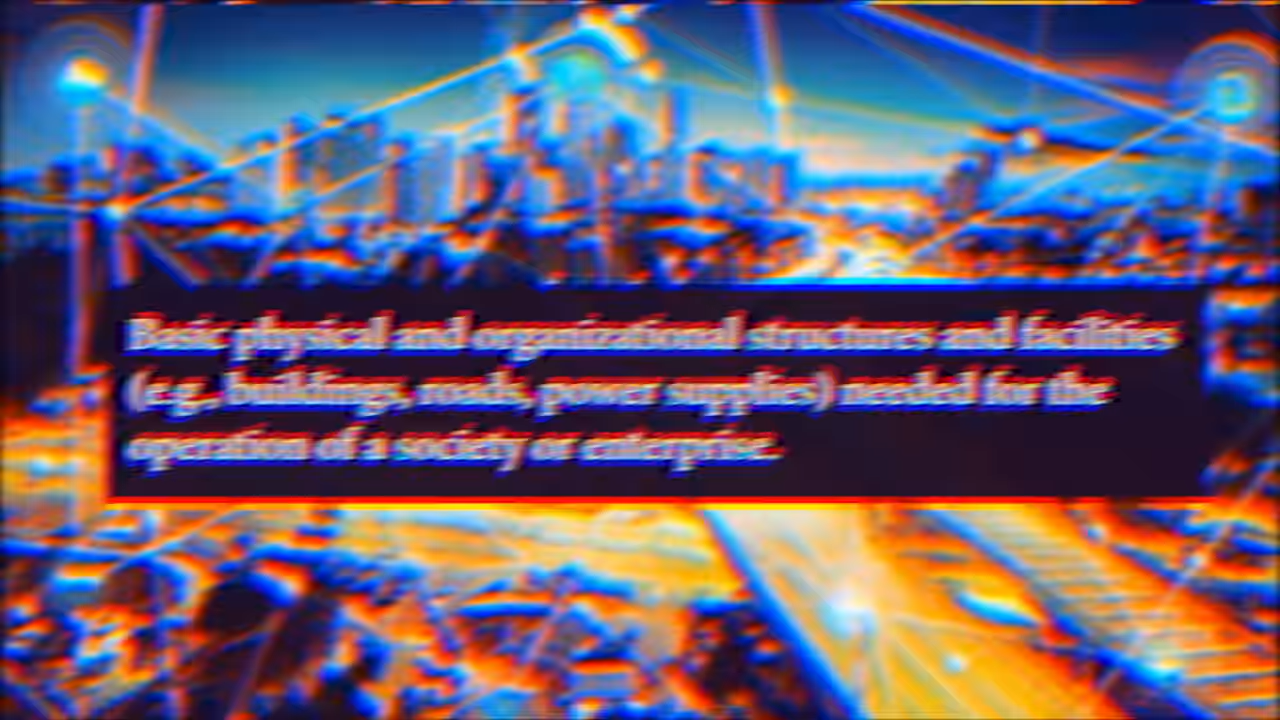 Basic physical and organizational structures and facilities
(e.g., buildings, roads, power supplies) needed for the
operation of a society or enterprise.